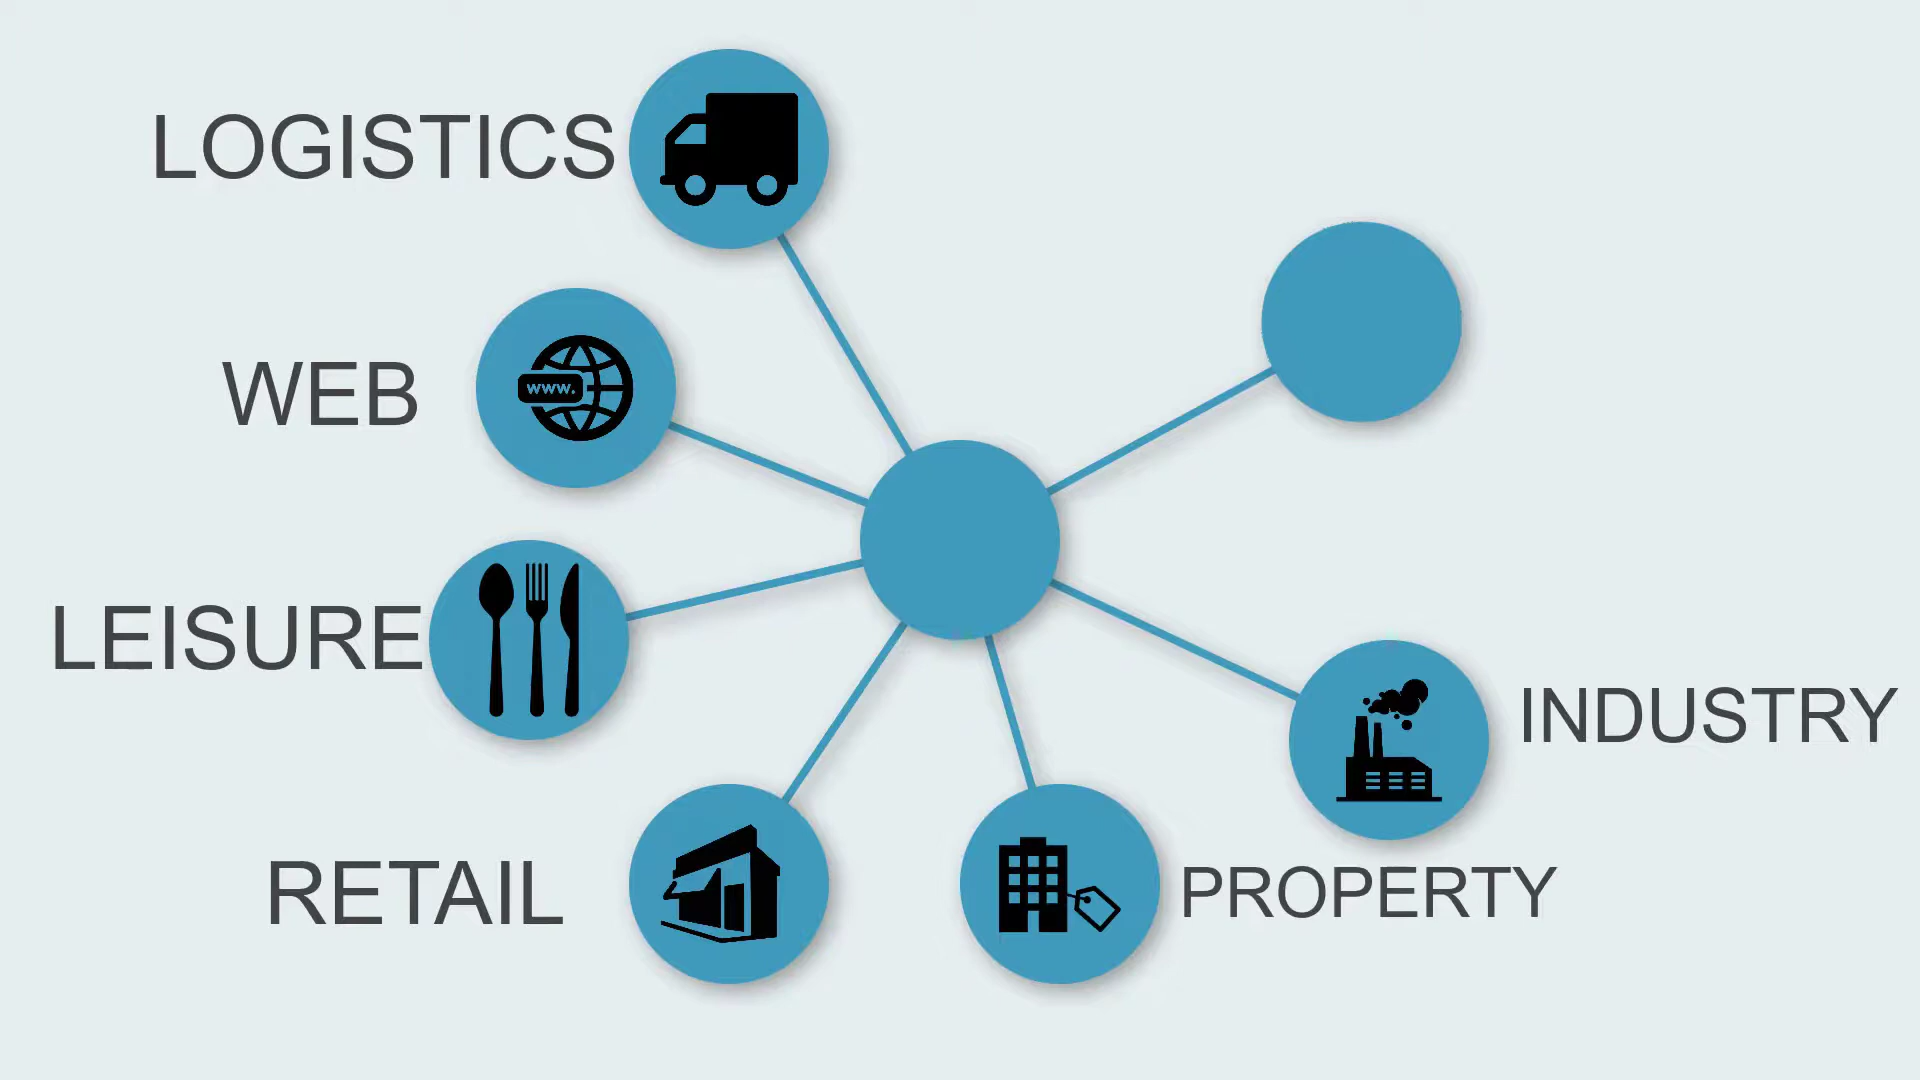 LOGISTICS
WEB
www.
LEISURE
INDUSTRY
RETAIL
PROPERTY